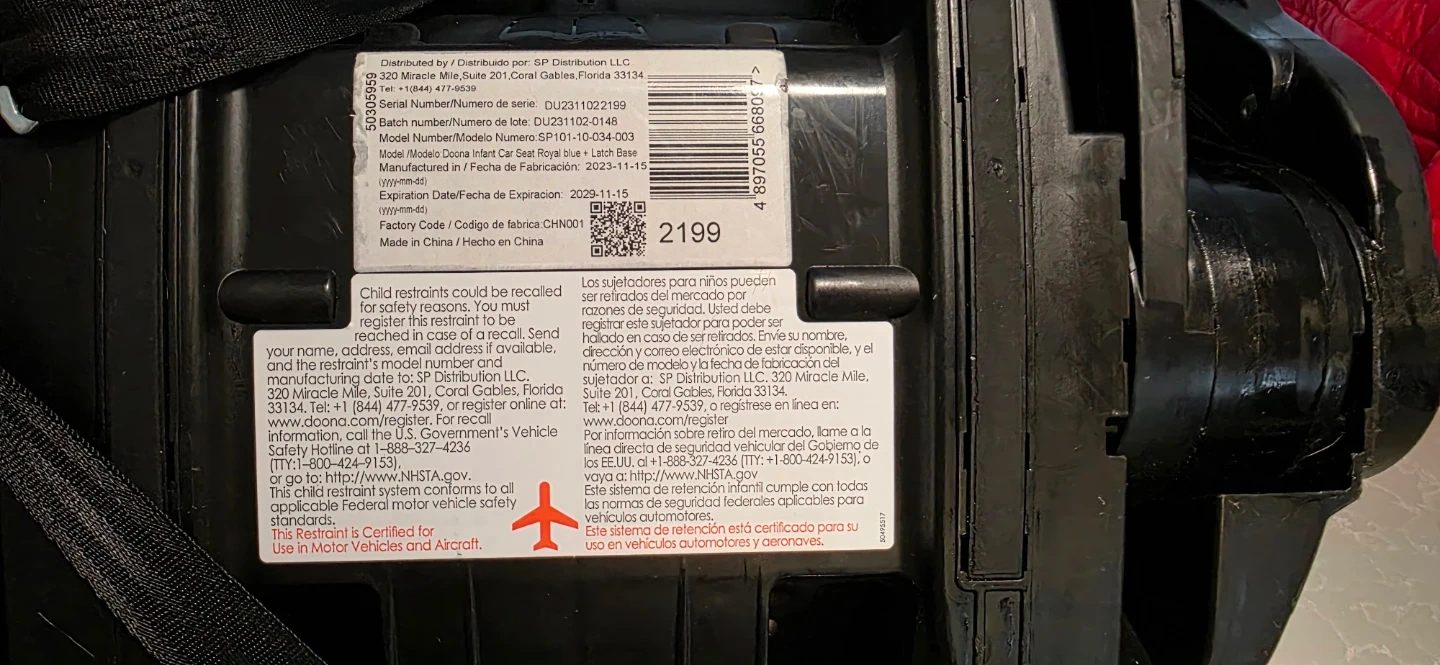 Distributed by / Distribuido por: SP Distribution LLC.
320 Miracle Mile,Suite 201,Coral Gables,Florida 33134.
Tel: +1(844) 477-9539
Serial Number/Numero de serie: DU2311022199
Batch number/Numero de lote: DU231102-0148
Model Number/Modelo Numero:SP101-10-034-003
Model /Modelo Doona Infant Car Seat Royal blue + Latch Base
Manufactured in / Fecha de Fabricación: 2023-11-15
(yyyy-mm-dd)
Expiration Date/Fecha de Expiracion: 2029-11-15
(yyyy-mm-dd)
Factory Code / Codigo de fabrica:CHN001
Made in China / Hecho en China
50305959
4 897055 668097 >
2199
Child restraints could be recalled
for safety reasons. You must
register this restraint to be
reached in case of a recall. Send
your name, address, email address if available,
and the restraint's model number and
manufacturing date to: SP Distribution LLC.
320 Miracle Mile, Suite 201, Coral Gables, Florida
33134. Tel: +1 (844) 477-9539, or register online at:
www.doona.com/register. For recall
information, call the U.S. Government's Vehicle
Safety Hotline at 1-888-327-4236
(TTY:1-800-424-9153),
or go to: http://www.NHSTA.gov.
This child restraint system conforms to all
applicable Federal motor vehicle safety
standards.
This Restraint is Certified for
Use in Motor Vehicles and Aircraft.
Los sujetadores para niños pueden
ser retirados del mercado por
razones de seguridad. Usted debe
registrar este sujetador para poder ser
hallado en caso de ser retirados. Envíe su nombre,
dirección y correo electrónico de estar disponible, y el
número de modelo y la fecha de fabricación del
sujetador a: SP Distribution LLC. 320 Miracle Mile,
Suite 201, Coral Gables, Florida 33134.
Tel: +1 (844) 477-9539, o regístrese en línea en:
www.doona.com/register
Por información sobre retiro del mercado, llame a la
línea directa de seguridad vehicular del Gobierno de
los EE.UU. al +1-888-327-4236 (TTY: +1-800-424-9153), o
vaya a: http://www.NHSTA.gov
Este sistema de retención infantil cumple con todas
las normas de seguridad federales aplicables para
vehículos automotores.
Este sistema de retención está certificado para su
uso en vehículos automotores y aeronaves.
50495517